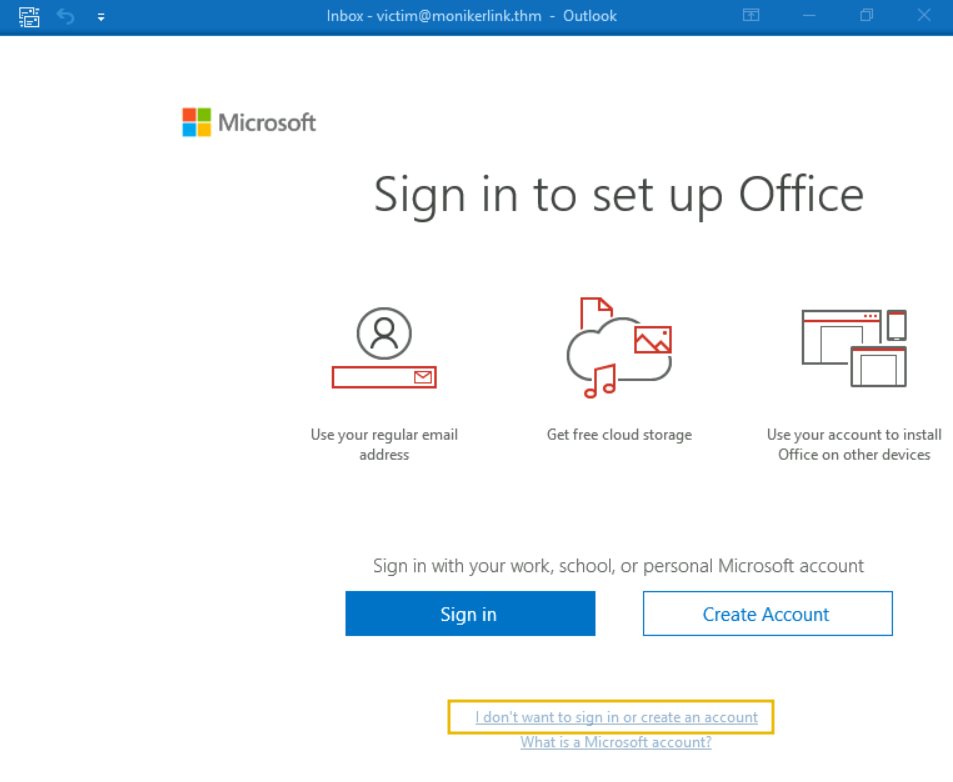 Inbox - victim@monikerlink.thm - Outlook
Microsoft
Sign in to set up Office
Use your regular email
address
Get free cloud storage
Use your account to install
Office on other devices
Sign in with your work, school, or personal Microsoft account
Sign in
Create Account
I don't want to sign in or create an account
What is a Microsoft account?